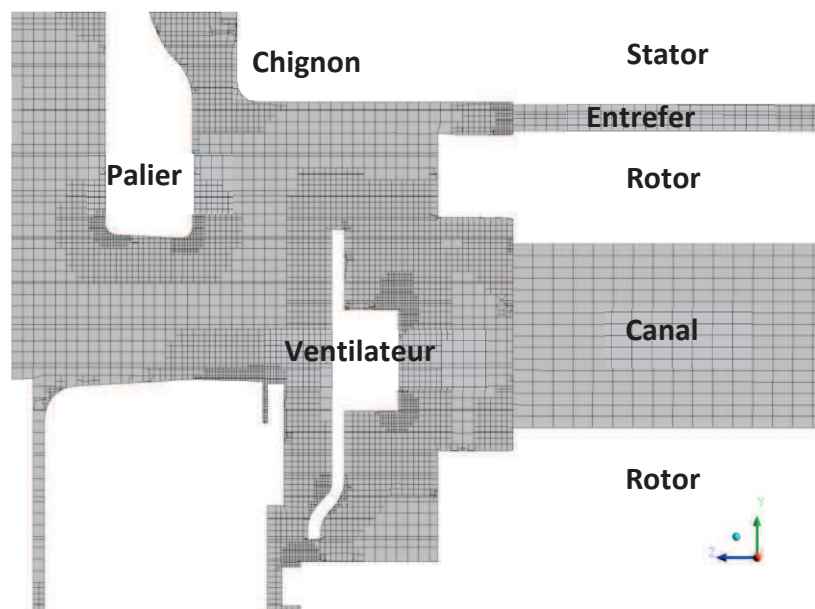 Stator
Chignon
Entrefer
Palier
Rotor
Ventilateur
Canal
Rotor
Y
Z